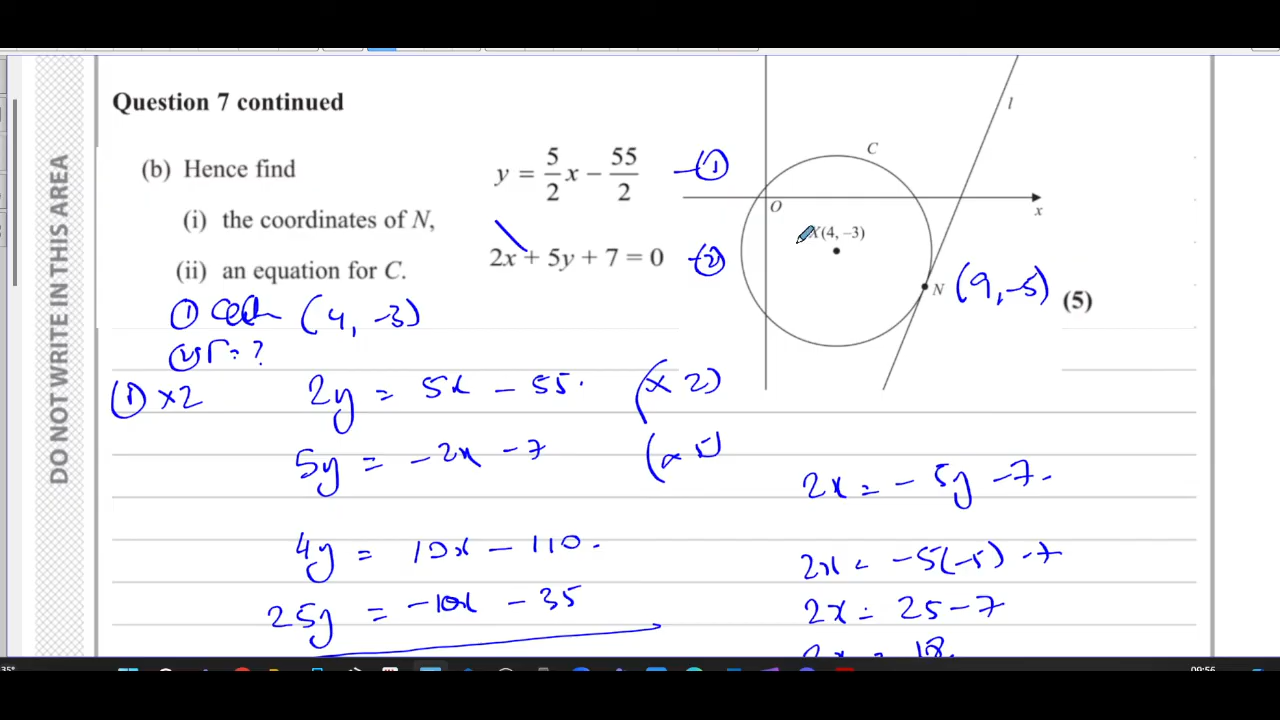 DO NOT WRITE IN THIS AREA
Question 7 continued
(b) Hence find
(i) the coordinates of N,
(ii) an equation for C.
y = 5/2 x − 55/2 —①
2x + 5y + 7 = 0 —②
C
l
O
x
X(4, −3)
N (9, -5)
(5)
① (4, -3)
r = ?
① ×2 2y = 5x - 55. (× 2)
5y = -2x - 7 (× 5)
4y = 10x - 110.
25y = -10x - 35
2x = - 5y - 7.
2x = -5(-5) - 7
2x = 25 - 7
2x = 18.
35°
09:56